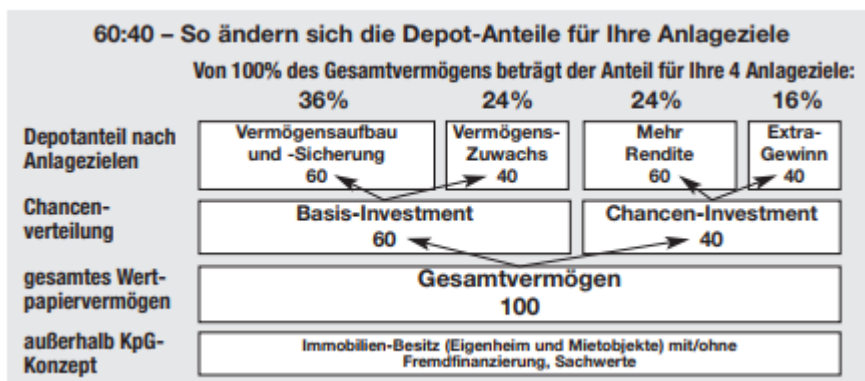 60:40 – So ändern sich die Depot-Anteile für Ihre Anlageziele
Von 100% des Gesamtvermögens beträgt der Anteil für Ihre 4 Anlageziele:
36% 24% 24% 16%
Depotanteil nach
Anlagezielen
Vermögensaufbau
und -Sicherung
60
Vermögens-
Zuwachs
40
Mehr
Rendite
60
Extra-
Gewinn
40
Chancen-
verteilung
Basis-Investment
60
Chancen-Investment
40
gesamtes Wert-
papiervermögen
Gesamtvermögen
100
außerhalb KpG-
Konzept
Immobilien-Besitz (Eigenheim und Mietobjekte) mit/ohne
Fremdfinanzierung, Sachwerte